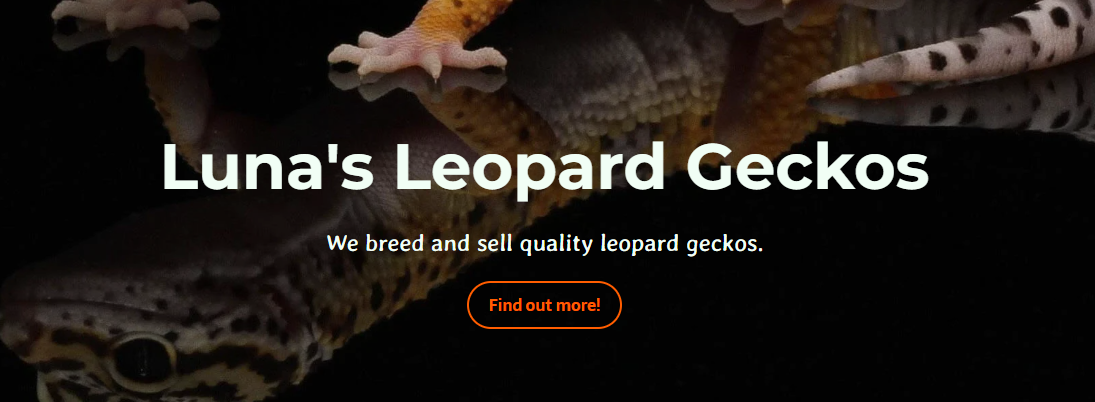 Luna's Leopard Geckos
We breed and sell quality leopard geckos.
Find out more!